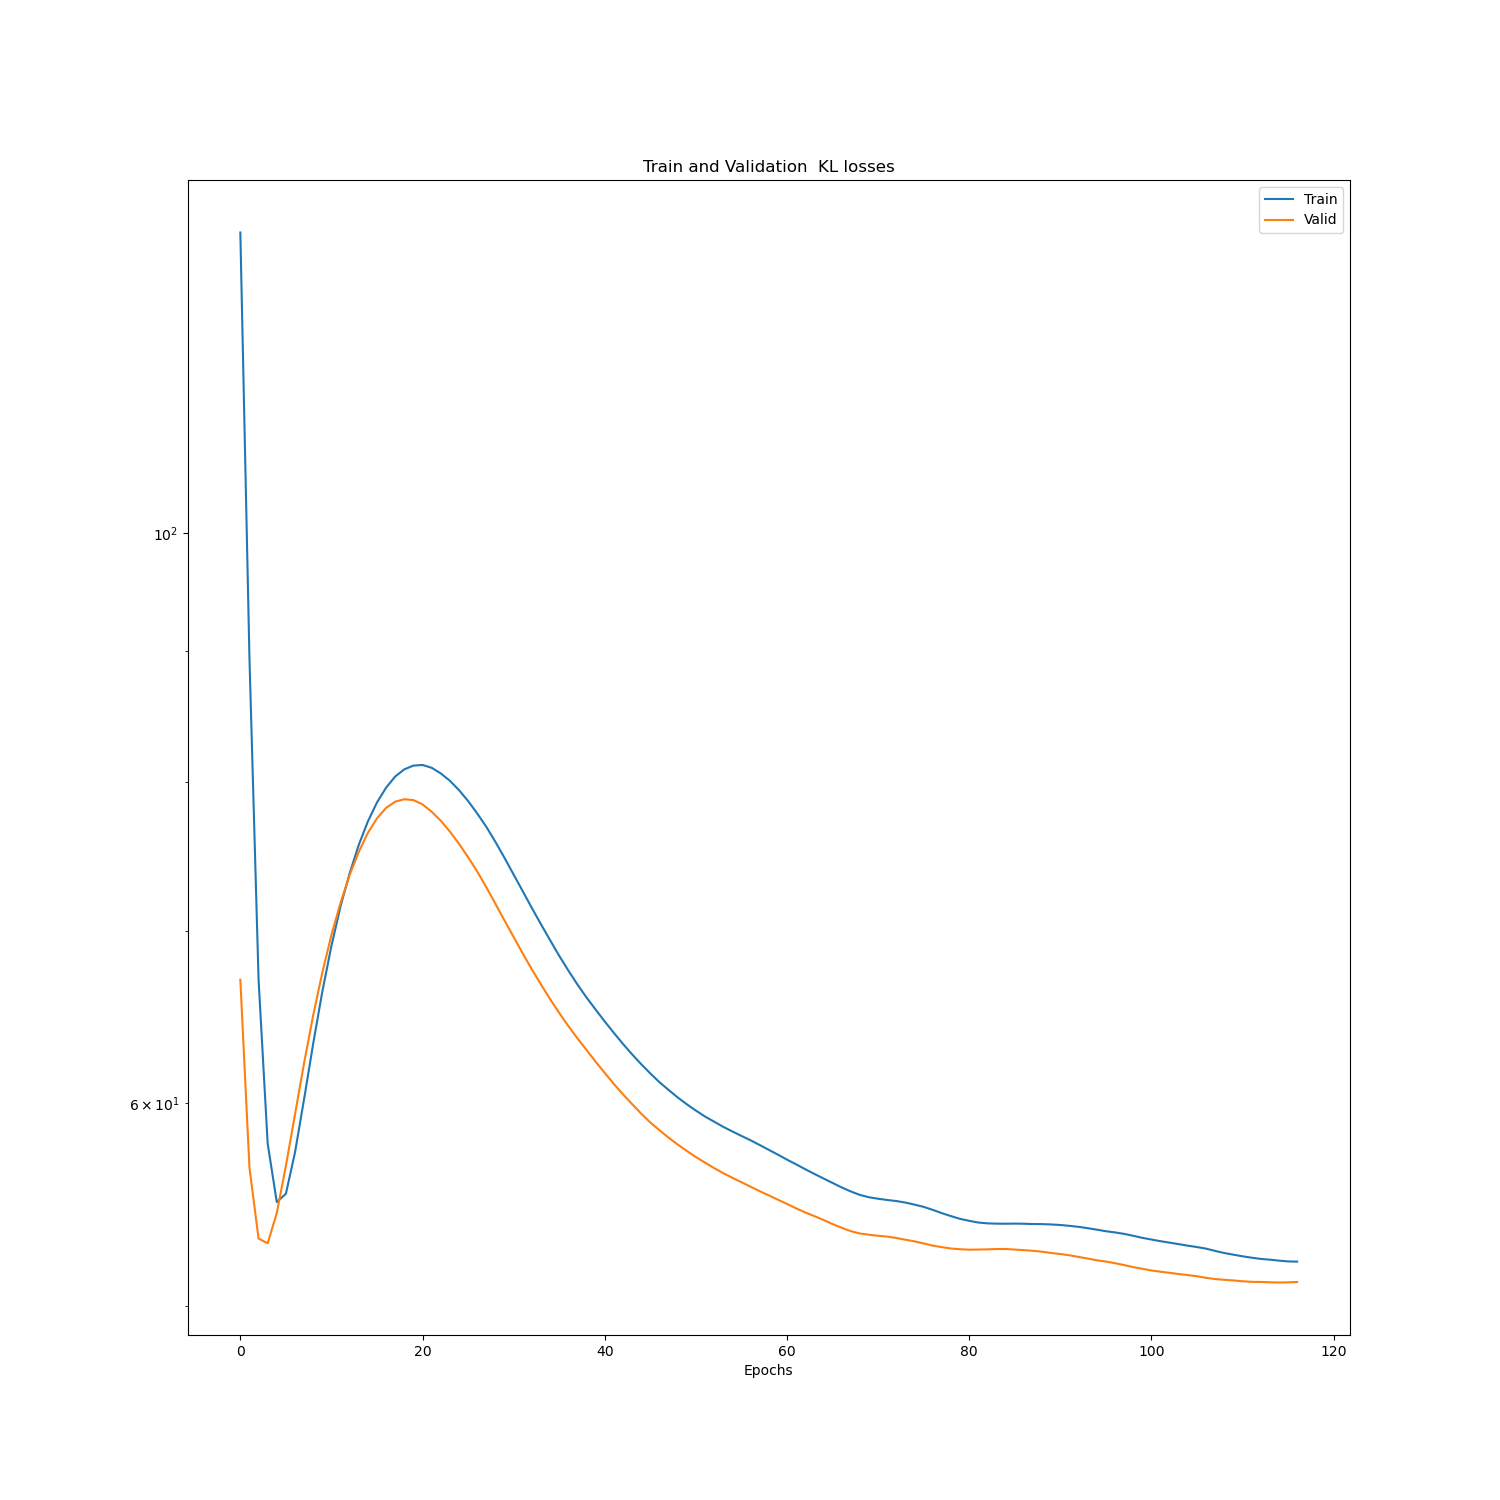 Train and Validation  KL losses
Train
Valid
10²
6 × 10¹
0 20 40 60 80 100 120
Epochs